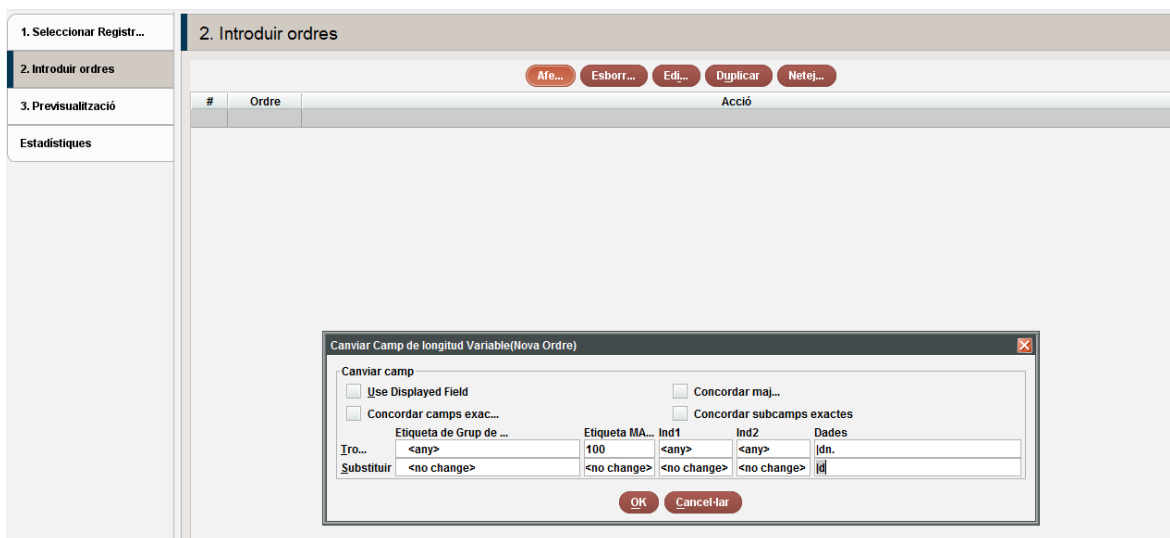 1. Seleccionar Registr...
2. Introduir ordres
3. Previsualització
Estadístiques
2. Introduir ordres
Afe... Esborr... Edi... Duplicar Netej...
# Ordre Acció
Canviar Camp de longitud Variable(Nova Ordre)
Canviar camp
Use Displayed Field Concordar maj...
Concordar camps exac... Concordar subcamps exactes
Etiqueta de Grup de ... Etiqueta MA... Ind1 Ind2 Dades
Tro... <any> 100 <any> <any> |dn.
Substituir <no change> <no change> <no change> <no change> |d
OK Cancel·lar